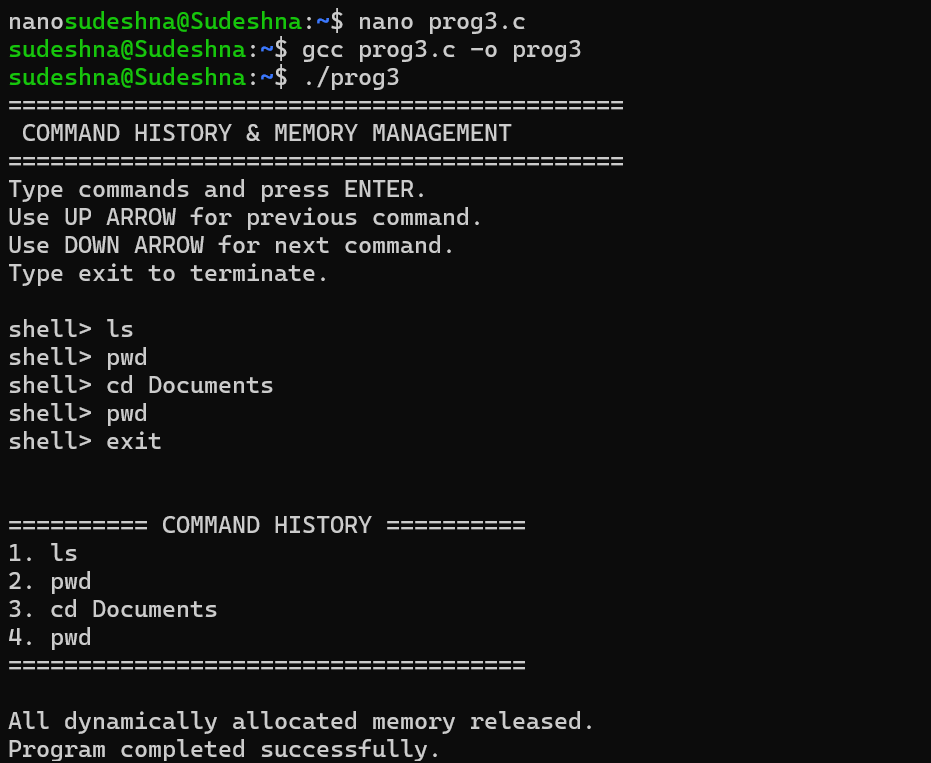 nanosudeshna@Sudeshna:~$ nano prog3.c
sudeshna@Sudeshna:~$ gcc prog3.c -o prog3
sudeshna@Sudeshna:~$ ./prog3
============================================
 COMMAND HISTORY & MEMORY MANAGEMENT
============================================
Type commands and press ENTER.
Use UP ARROW for previous command.
Use DOWN ARROW for next command.
Type exit to terminate.

shell> ls
shell> pwd
shell> cd Documents
shell> pwd
shell> exit


========== COMMAND HISTORY ==========
1. ls
2. pwd
3. cd Documents
4. pwd
=====================================

All dynamically allocated memory released.
Program completed successfully.